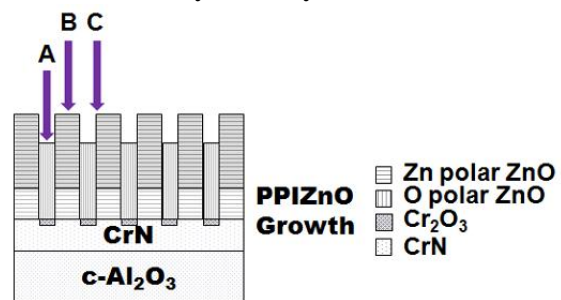 B C
A
Zn polar ZnO
PPIZnO
O polar ZnO
Growth
Cr₂O₃
CrN
CrN
c-Al₂O₃